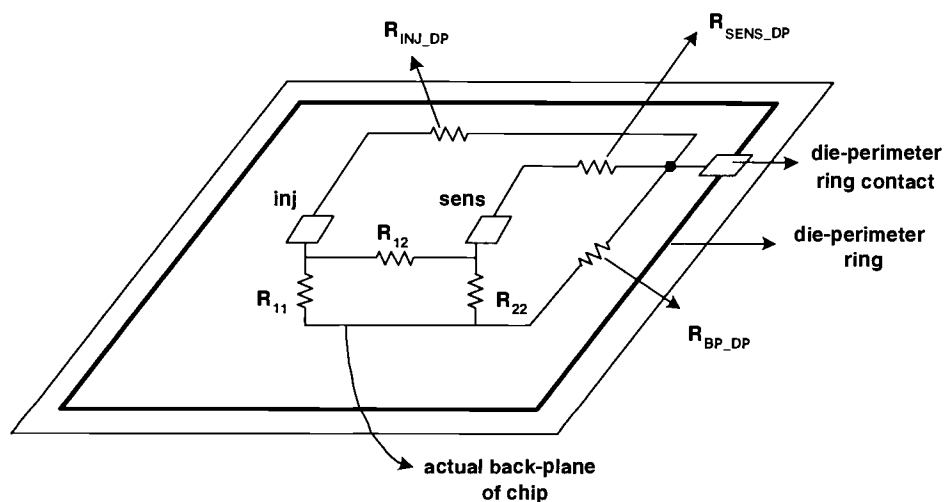 R_INJ_DP
R_SENS_DP
die-perimeter
ring contact
inj
sens
R_12
die-perimeter
ring
R_11
R_22
R_BP_DP
actual back-plane
of chip